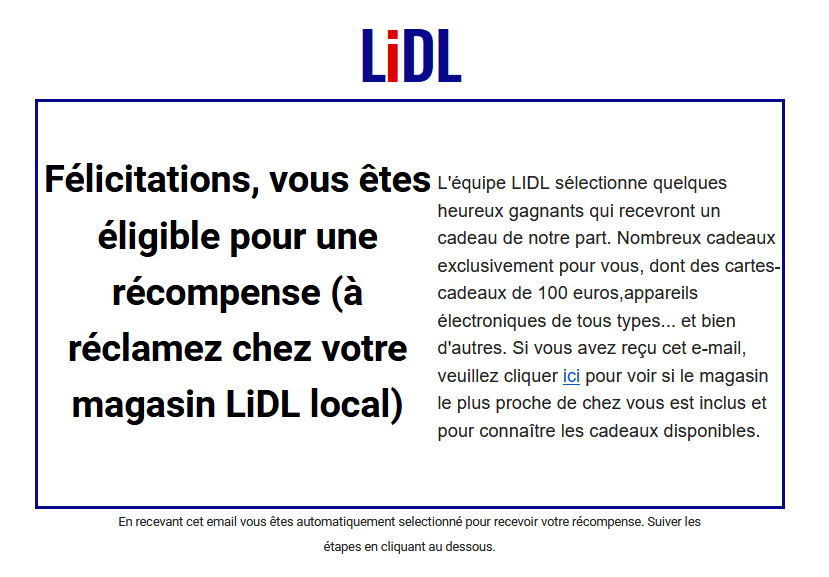 LiDL
Félicitations, vous êtes
éligible pour une
récompense (à
réclamez chez votre
magasin LiDL local)
L'équipe LIDL sélectionne quelques
heureux gagnants qui recevront un
cadeau de notre part. Nombreux cadeaux
exclusivement pour vous, dont des cartes-
cadeaux de 100 euros,appareils
électroniques de tous types... et bien
d'autres. Si vous avez reçu cet e-mail,
veuillez cliquer ici pour voir si le magasin
le plus proche de chez vous est inclus et
pour connaître les cadeaux disponibles.
En recevant cet email vous êtes automatiquement selectionné pour recevoir votre récompense. Suiver les
étapes en cliquant au dessous.